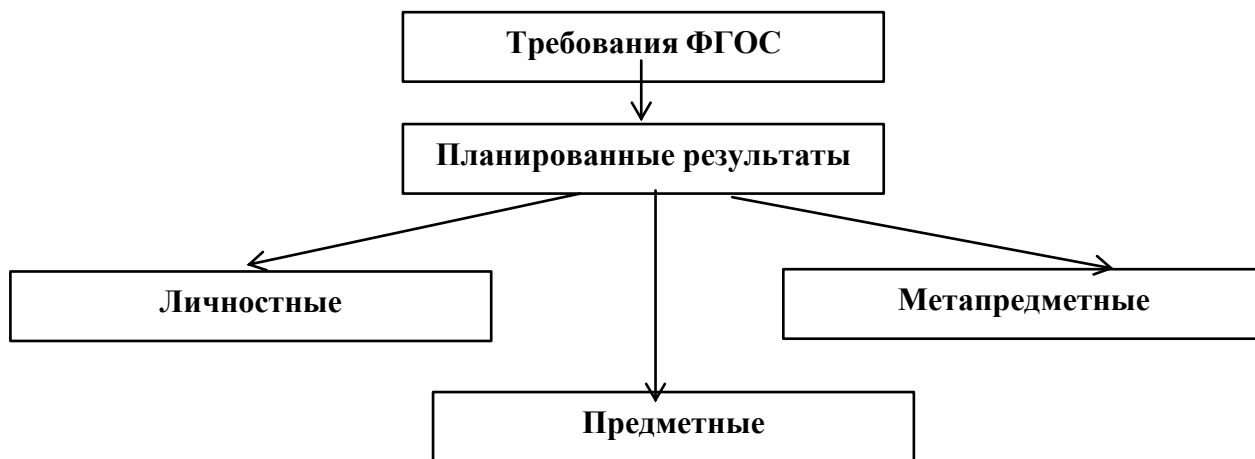 Требования ФГОС
Планированные результаты
Личностные
Метапредметные
Предметные